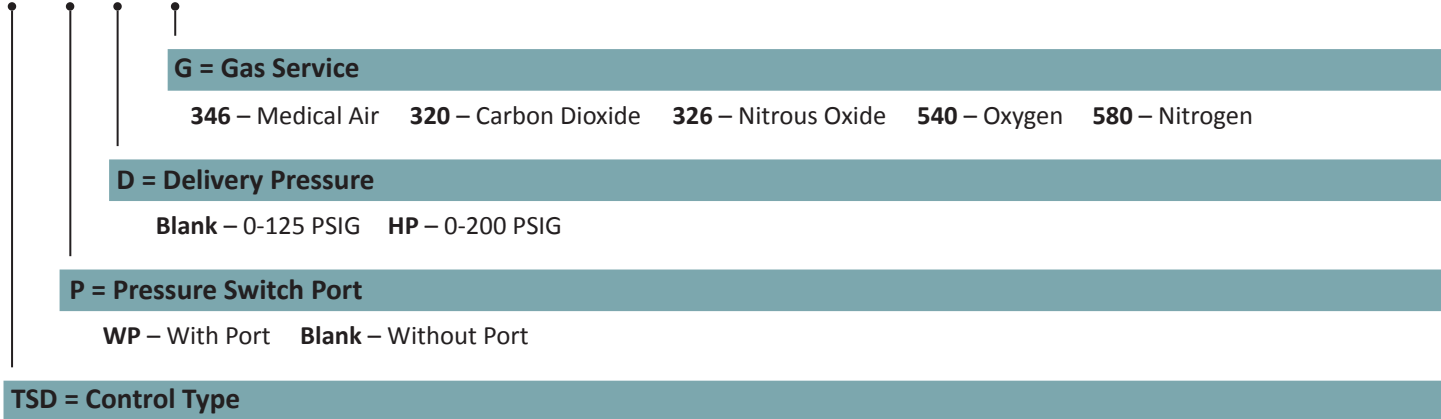 G = Gas Service
346 – Medical Air 320 – Carbon Dioxide 326 – Nitrous Oxide 540 – Oxygen 580 – Nitrogen
D = Delivery Pressure
Blank – 0-125 PSIG HP – 0-200 PSIG
P = Pressure Switch Port
WP – With Port Blank – Without Port
TSD = Control Type